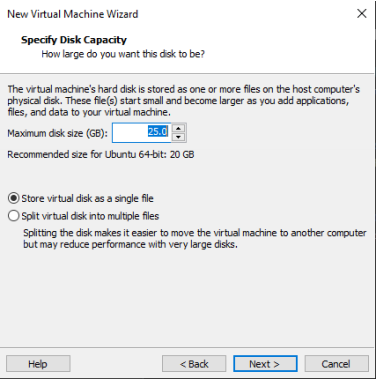 New Virtual Machine Wizard
Specify Disk Capacity
How large do you want this disk to be?
The virtual machine's hard disk is stored as one or more files on the host computer's
physical disk. These file(s) start small and become larger as you add applications,
files, and data to your virtual machine.
Maximum disk size (GB): 25.0
Recommended size for Ubuntu 64-bit: 20 GB
Store virtual disk as a single file
Split virtual disk into multiple files
Splitting the disk makes it easier to move the virtual machine to another computer
but may reduce performance with very large disks.
Help < Back Next > Cancel